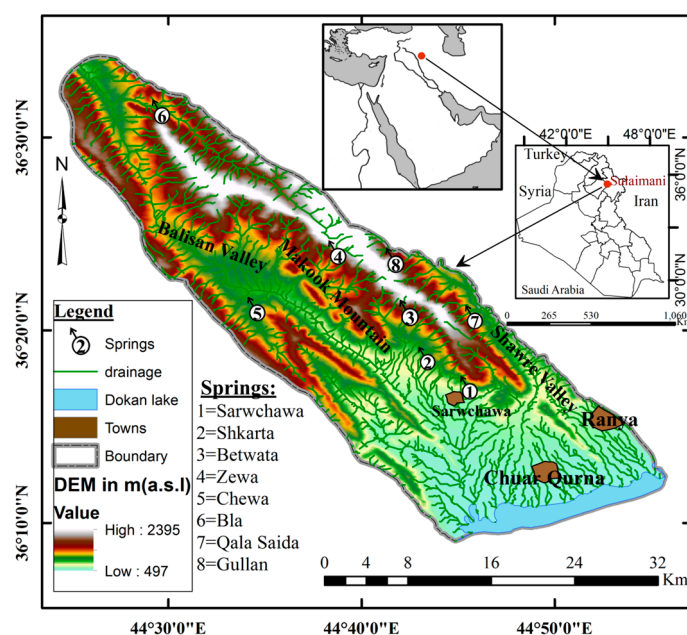 42°0'0"E 48°0'0"E
Turkey
Syria
Sulaimani
Iran
Saudi Arabia
36°0'0"N
30°0'0"N
0 265 530 1,060
Km
36°30'0"N
36°20'0"N
36°10'0"N
N
6
Balisan Valley
Makook Mountain
4
8
5
3
7
2
1
Shawre Valley
Sarwchawa
Ranya
Chuar Qurna
Legend
2 Springs
drainage
Dokan lake
Towns
Boundary
DEM in m(a.s.l)
Value
High : 2395
Low : 497
Springs:
1=Sarwchawa
2=Shkarta
3=Betwata
4=Zewa
5=Chewa
6=Bla
7=Qala Saida
8=Gullan
0 2 4 8 10 16 24 32
Km
44°30'0"E 44°40'0"E 44°50'0"E